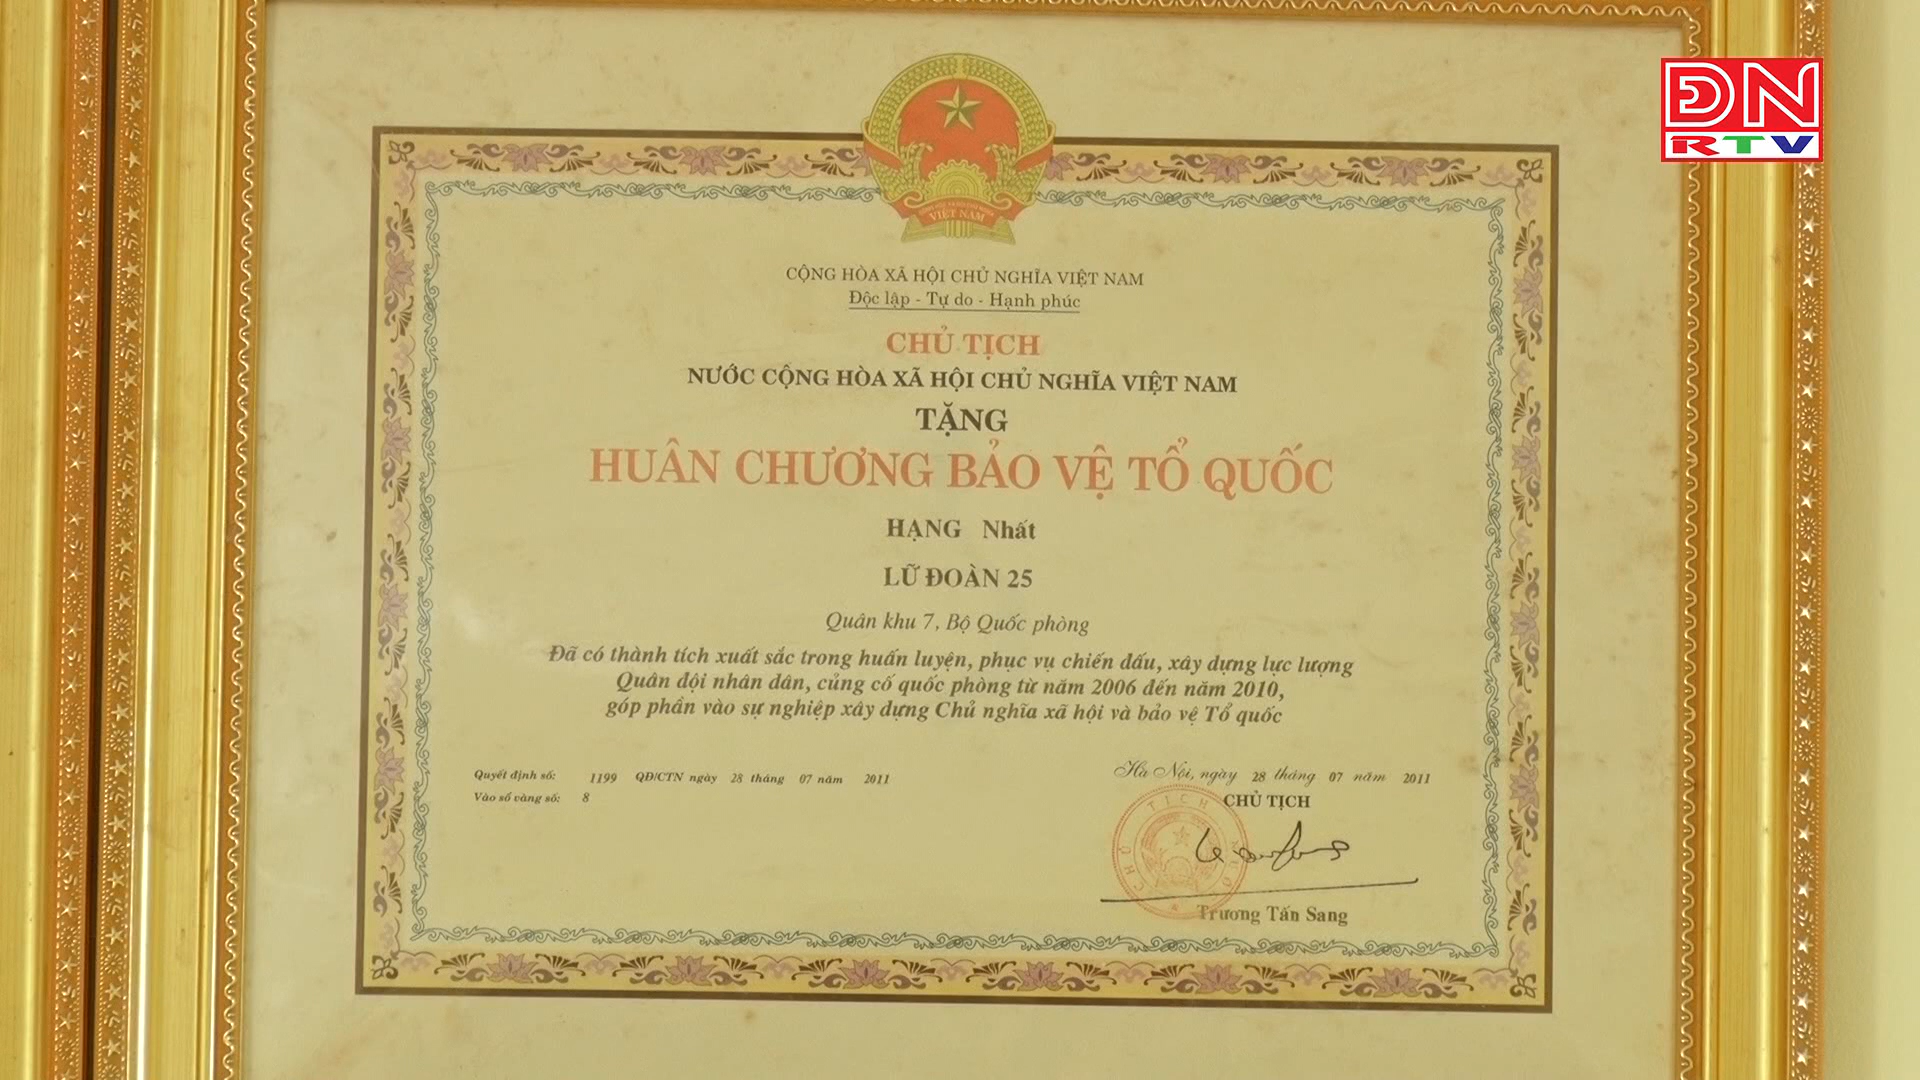 ĐN
RTV
VIỆT NAM
CỘNG HÒA XÃ HỘI CHỦ NGHĨA VIỆT NAM
Độc lập - Tự do - Hạnh phúc
CHỦ TỊCH
NƯỚC CỘNG HÒA XÃ HỘI CHỦ NGHĨA VIỆT NAM
TẶNG
HUÂN CHƯƠNG BẢO VỆ TỔ QUỐC
HẠNG Nhất
LỮ ĐOÀN 25
Quân khu 7, Bộ Quốc phòng
Đã có thành tích xuất sắc trong huấn luyện, phục vụ chiến đấu, xây dựng lực lượng
Quân đội nhân dân, củng cố quốc phòng từ năm 2006 đến năm 2010,
góp phần vào sự nghiệp xây dựng Chủ nghĩa xã hội và bảo vệ Tổ quốc
Quyết định số: 1199 QĐ/CTN ngày 28 tháng 07 năm 2011
Vào sổ vàng số: 8
Hà Nội, ngày 28 tháng 07 năm 2011
CHỦ TỊCH
CHỦ TỊCH
Trương Tấn Sang